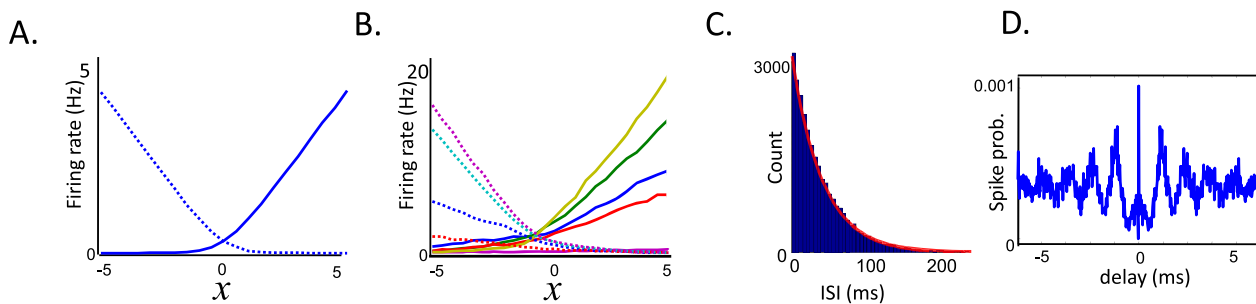 A.
5
Firing rate (Hz)
0
-5 0 5
x
B.
20
Firing rate (Hz)
0
-5 0 5
x
C.
3000
Count
0
0 100 200
ISI (ms)
D.
0.001
Spike prob.
0
-5 0 5
delay (ms)